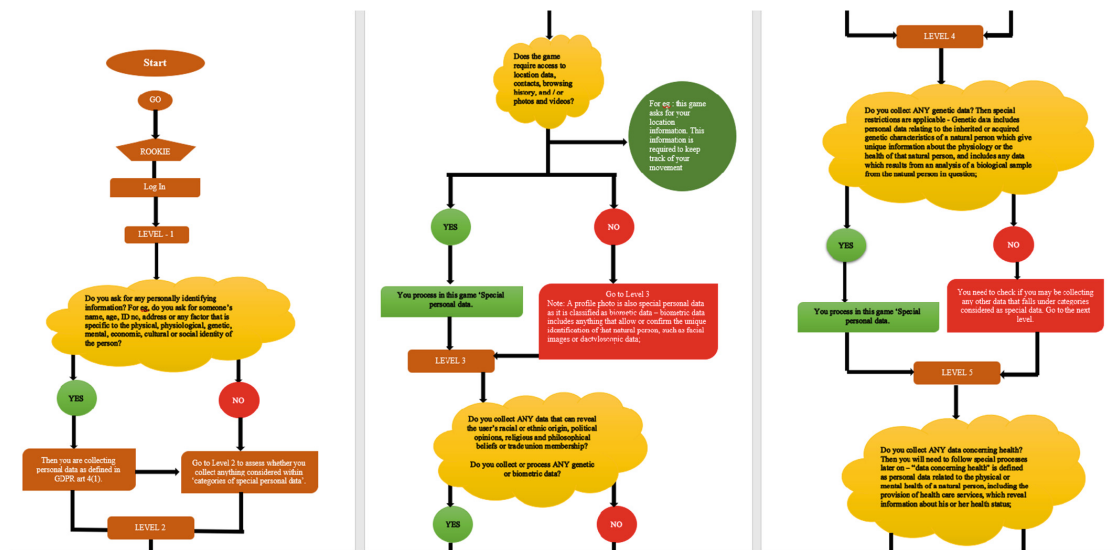 Start
GO
ROOKIE
Log In
LEVEL - 1
Do you ask for any personally identifying
information? For eg, do you ask for someone's
name, age, ID no, address or any factor that is
specific to the physical, physiological, genetic,
mental, economic, cultural or social identity of
the person?
YES
NO
Then you are collecting
personal data as defined in
GDPR art 4(1).
Go to Level 2 to assess whether you
collect anything considered within
'categories of special personal data'.
LEVEL 2
Does the game
require access to
location data,
contacts, browsing
history, and / or
photos and videos?
For eg : this game
asks for your
location
information. This
information is
required to keep
track of your
movement
YES
NO
You process in this game 'Special
personal data.
Go to Level 3
Note: A profile photo is also special personal data
as it is classified as biometic data – biometric data
includes anything that allow or confirm the unique
identification of that natural person, such as facial
images or dactyloscopic data;
LEVEL 3
Do you collect ANY data that can reveal
the user's racial or ethnic origin, political
opinions, religious and philosophical
beliefs or trade union membership?
Do you collect or process ANY genetic
or biometric data?
YES
NO
LEVEL 4
Do you collect ANY genetic data? Then special
restrictions are applicable - Genetic data includes
personal data relating to the inherited or acquired
genetic characteristics of a natural person which give
unique information about the physiology or the
health of that natural person, and includes any data
which results from an analysis of a biological sample
from the natural person in question;
YES
NO
You process in this game 'Special
personal data.
You need to check if you may be collecting
any other data that falls under categories
considered as special data. Go to the next
level.
LEVEL 5
Do you collect ANY data concerning health?
Then you will need to follow special processes
later on – "data concerning health" is defined
as personal data related to the physical or
mental health of a natural person, including the
provision of health care services, which reveal
information about his or her health status;